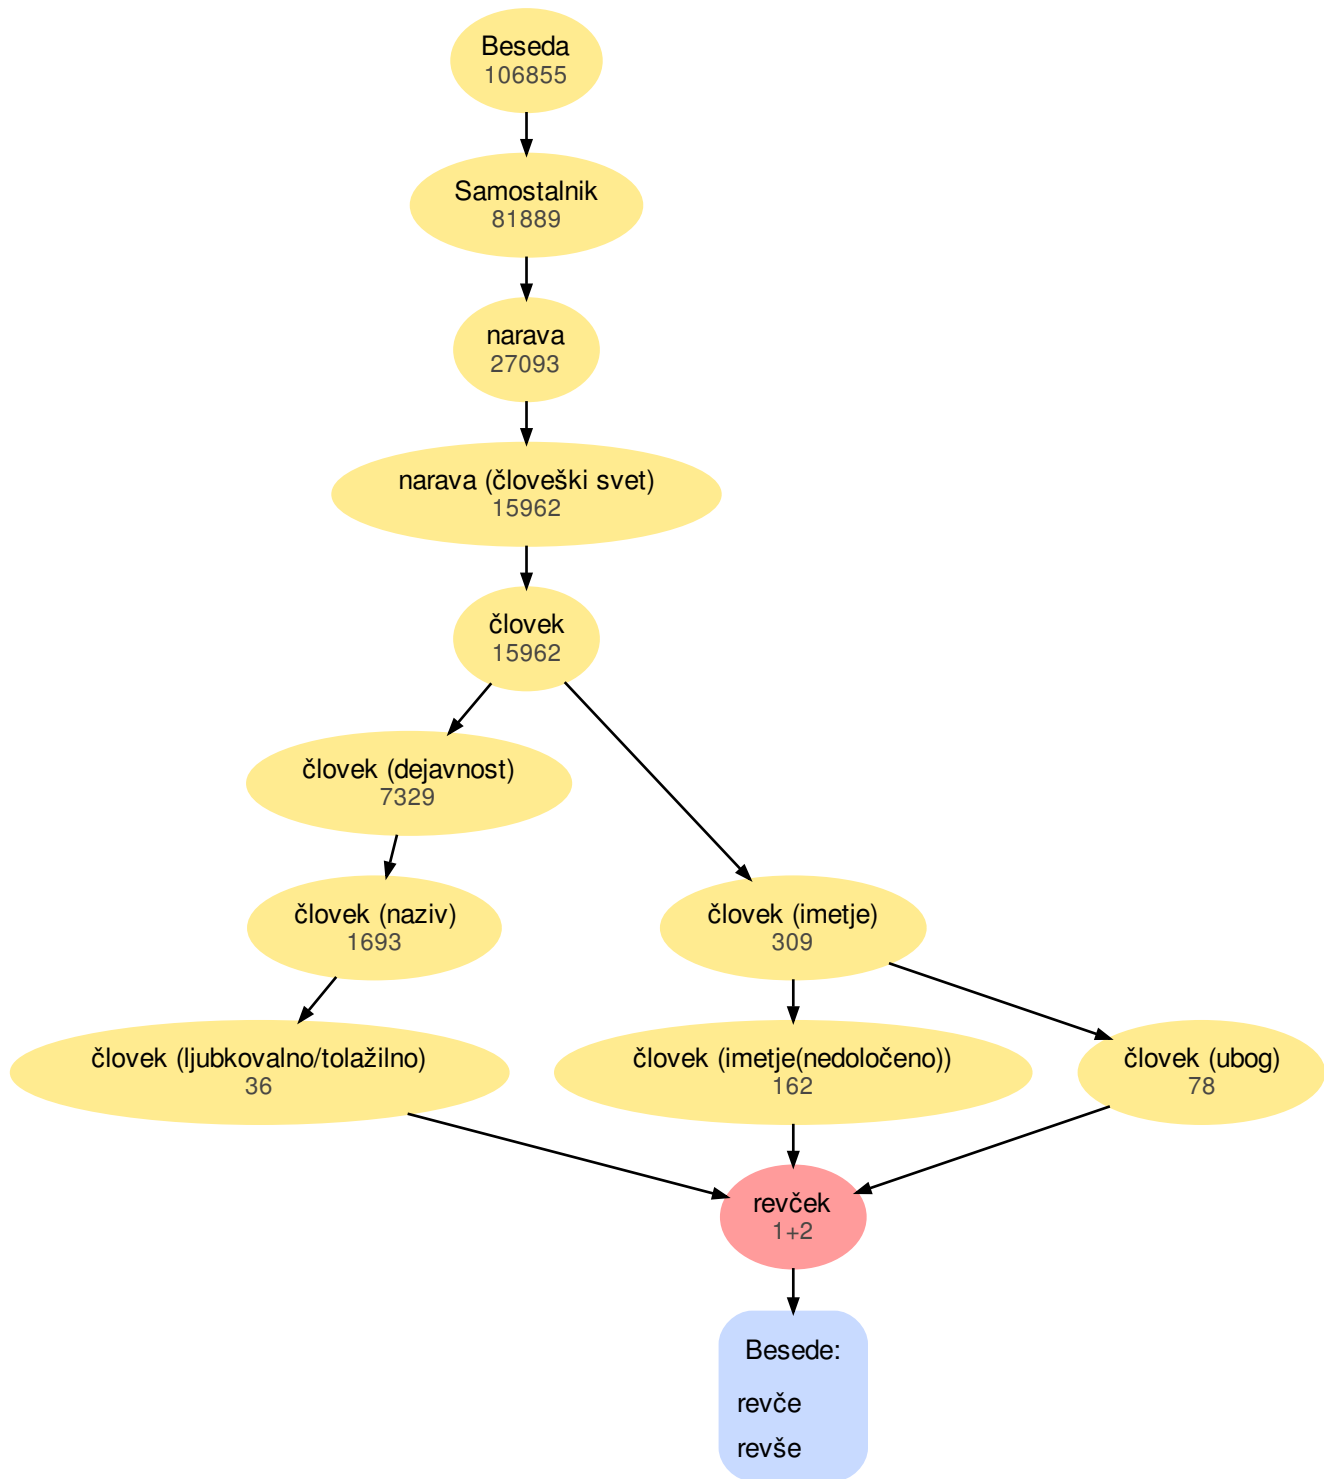 Beseda
106855
Samostalnik
81889
narava
27093
narava (človeški svet)
15962
človek
15962
človek (dejavnost)
7329
človek (naziv)
1693
človek (imetje)
309
človek (ljubkovalno/tolažilno)
36
človek (imetje(nedoločeno))
162
človek (ubog)
78
revček
1+2
Besede:
revče
revše